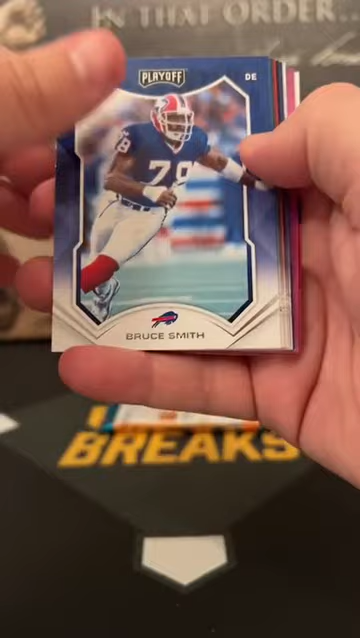 IN THAT ORDER...
PLAYOFF
DE
78
BRUCE SMITH
BREAKS